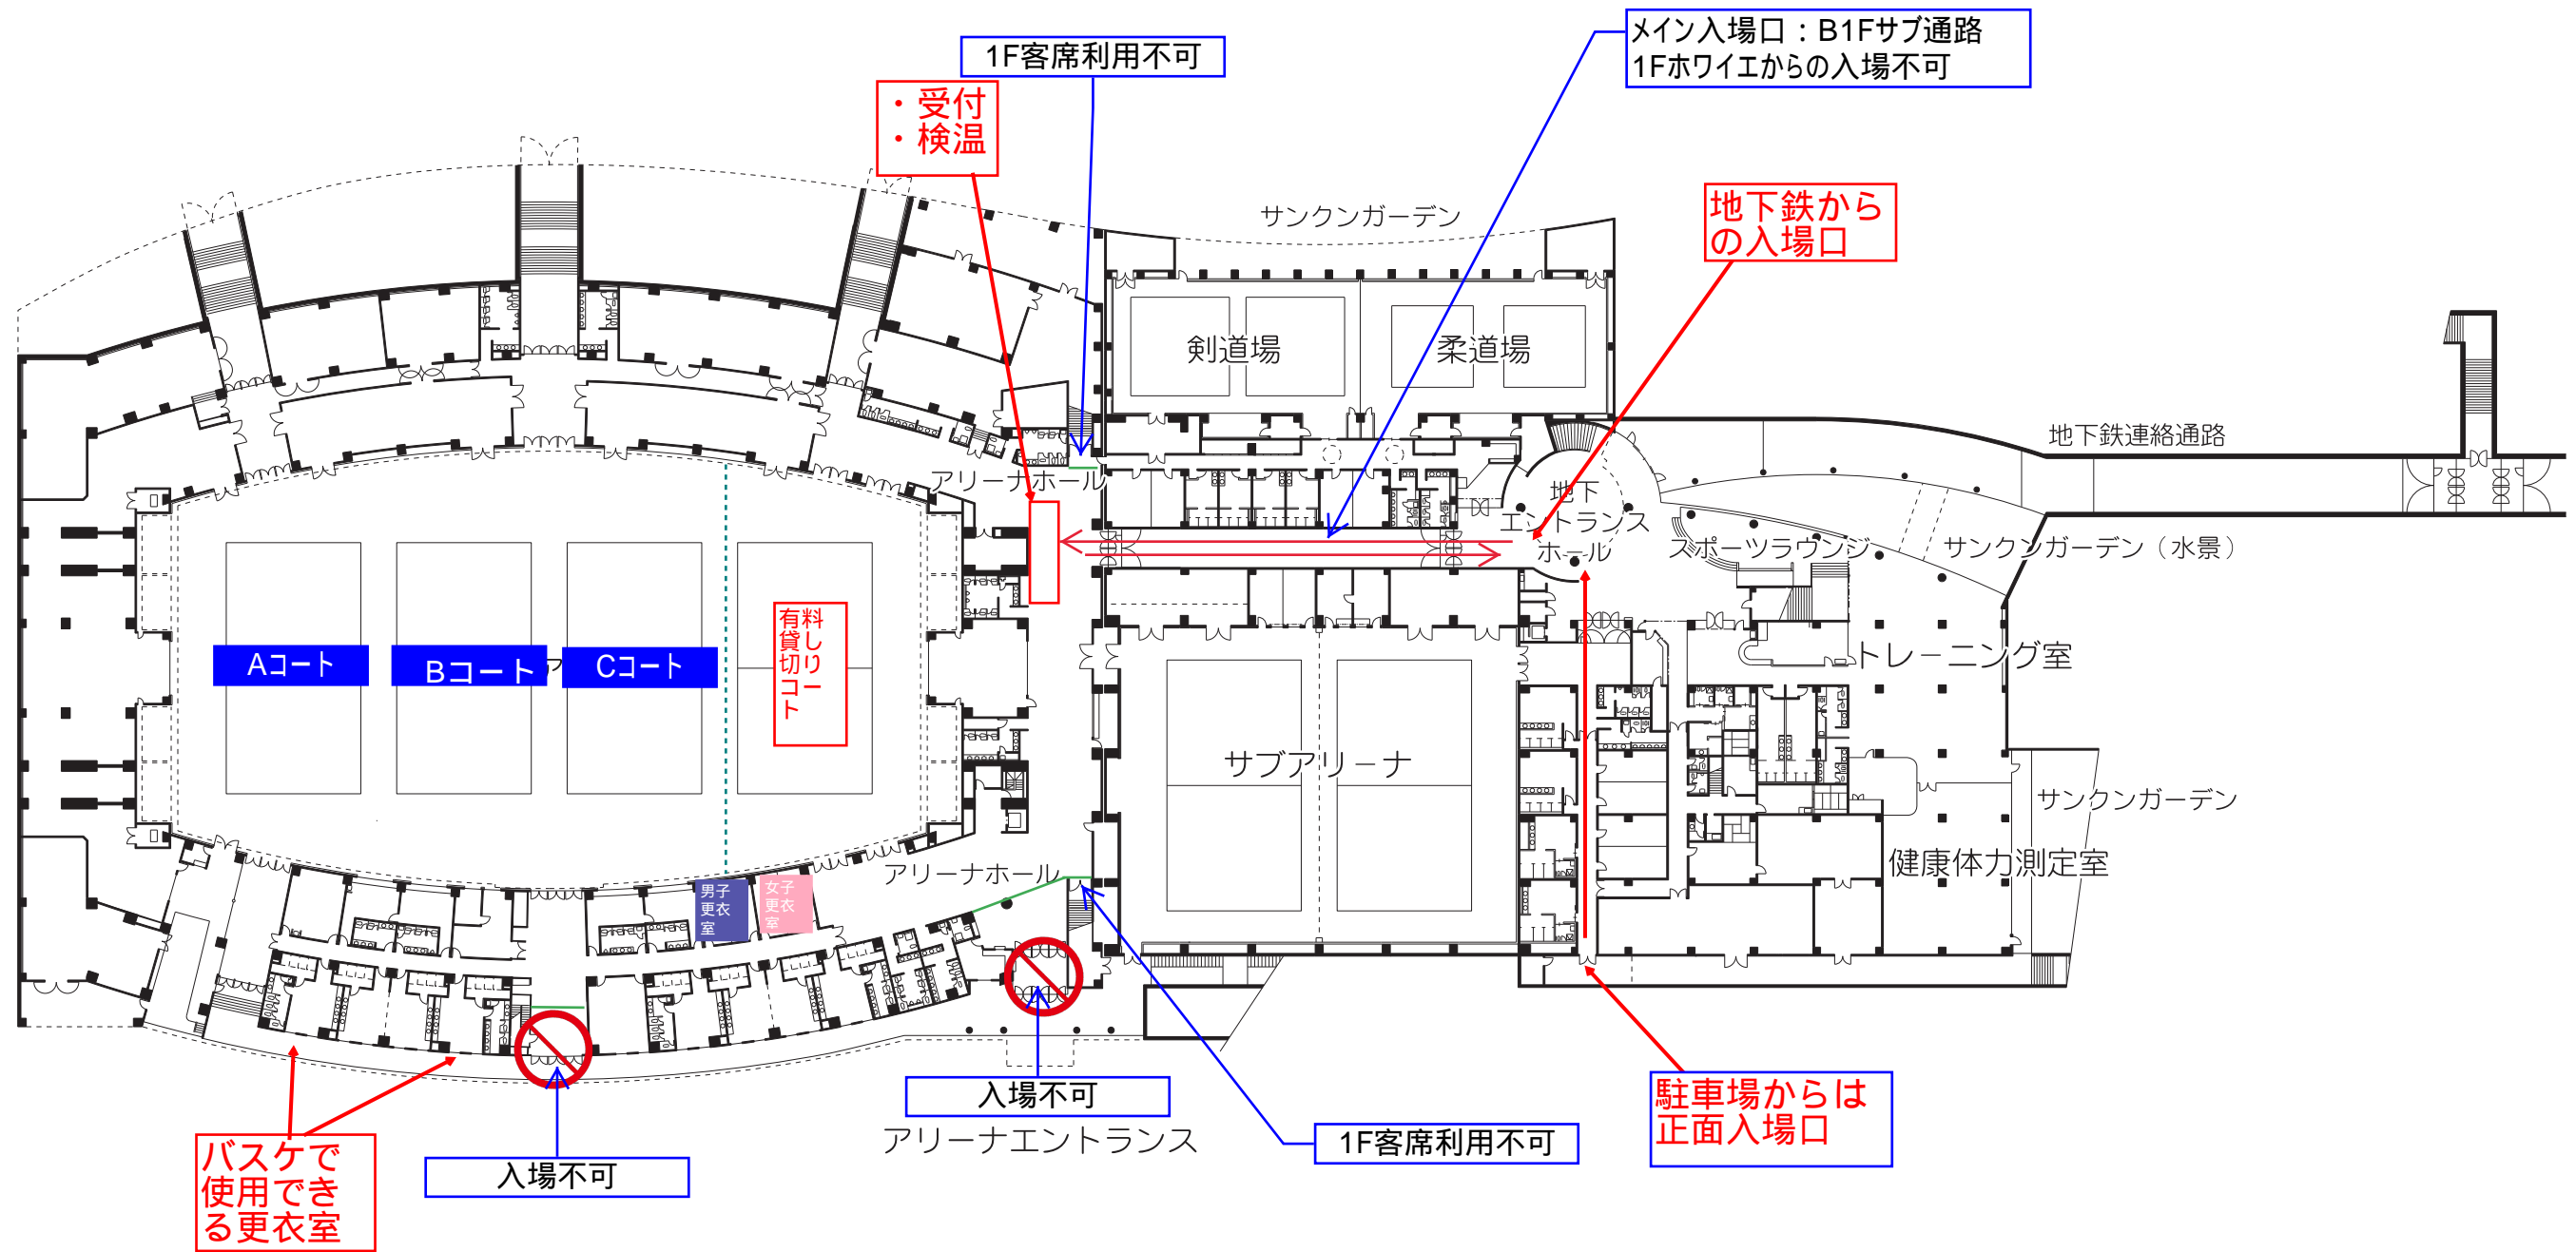 メイン入場口：B1Fサブ通路
1Fホワイエからの入場不可
1F客席利用不可
・受付
・検温
地下鉄から
の入場口
サンクンガーデン
剣道場
柔道場
地下鉄連絡通路
アリーナホール
地下
エントランス
ホール
スポーツラウンジ
サンクンガーデン（水景）
有料
貸し
切り
コー
ト
Aコート
Bコート
Cコート
トレーニング室
サブアリーナ
サンクンガーデン
アリーナホール
健康体力測定室
男子
更衣
室
女子
更衣
室
入場不可
アリーナエントランス
1F客席利用不可
駐車場からは
正面入場口
バスケで
使用でき
る更衣室
入場不可